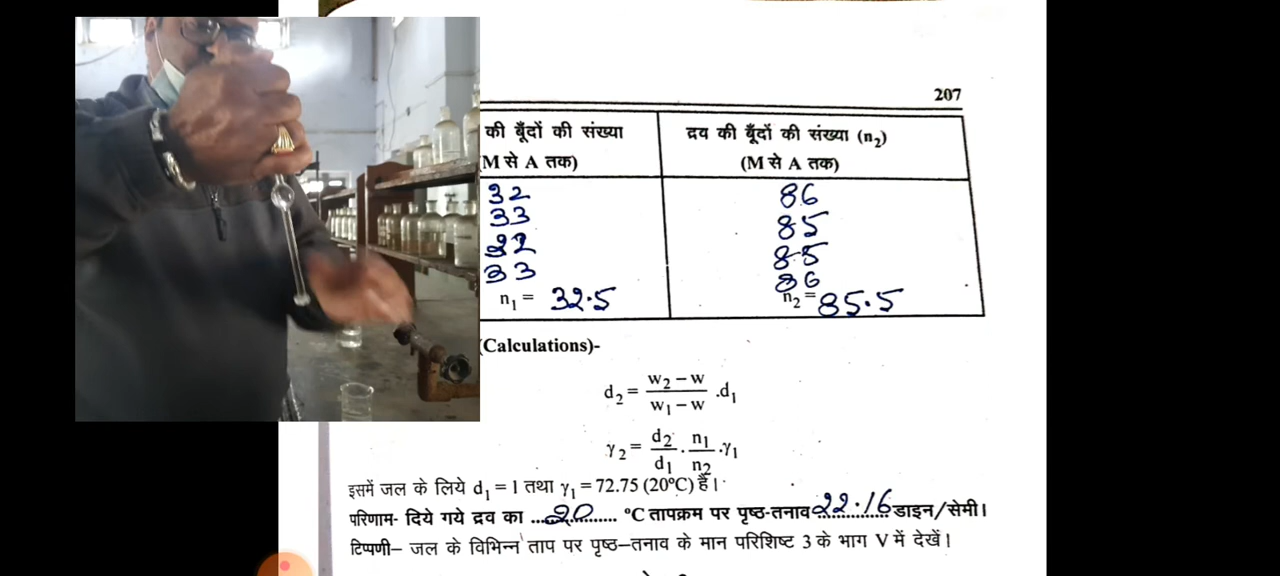 207
की बूँदों की संख्या
(M से A तक)
द्रव की बूँदों की संख्या (n₂)
(M से A तक)
32 86
33 85
32 85
33 86
n₁ = 32.5 n₂ = 85.5
(Calculations)-
d₂ = (w₂ – w)/(w₁ – w) .d₁
γ₂ = d₂/d₁ . n₁/n₂ .γ₁
इसमें जल के लिये d₁ = 1 तथा γ₁ = 72.75 (20°C) हैं।
परिणाम- दिये गये द्रव का ....20.... °C तापक्रम पर पृष्ठ-तनाव 22.16 डाइन/सेमी।
टिप्पणी– जल के विभिन्न ताप पर पृष्ठ–तनाव के मान परिशिष्ट 3 के भाग V में देखें।